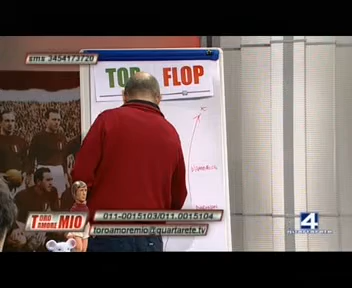 sms 3454173720
TOP FLOP
TORO
AMORE MIO
011-0015103/011.0015104
toroamoremio@quartarete.tv
4